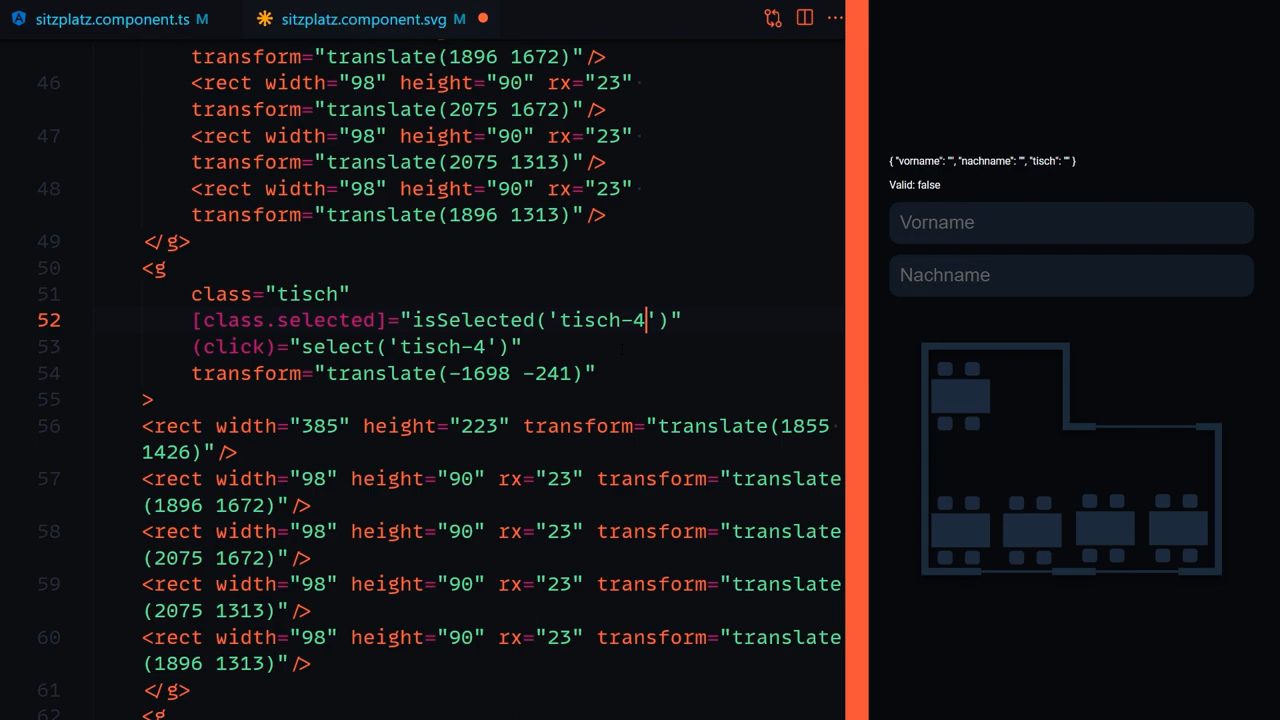 sitzplatz.component.ts M sitzplatz.component.svg M
transform="translate(1896 1672)"/>
46 <rect width="98" height="90" rx="23"
transform="translate(2075 1672)"/>
47 <rect width="98" height="90" rx="23"
transform="translate(2075 1313)"/>
48 <rect width="98" height="90" rx="23"
transform="translate(1896 1313)"/>
49 </g>
50 <g
51 class="tisch"
52 [class.selected]="isSelected('tisch-4')"
53 (click)="select('tisch-4')"
54 transform="translate(-1698 -241)"
55 >
56 <rect width="385" height="223" transform="translate(1855
1426)"/>
57 <rect width="98" height="90" rx="23" transform="translate
(1896 1672)"/>
58 <rect width="98" height="90" rx="23" transform="translate
(2075 1672)"/>
59 <rect width="98" height="90" rx="23" transform="translate
(2075 1313)"/>
60 <rect width="98" height="90" rx="23" transform="translate
(1896 1313)"/>
61 </g>
62 <g
{ "vorname": "", "nachname": "", "tisch": "" }
Valid: false
Vorname
Nachname